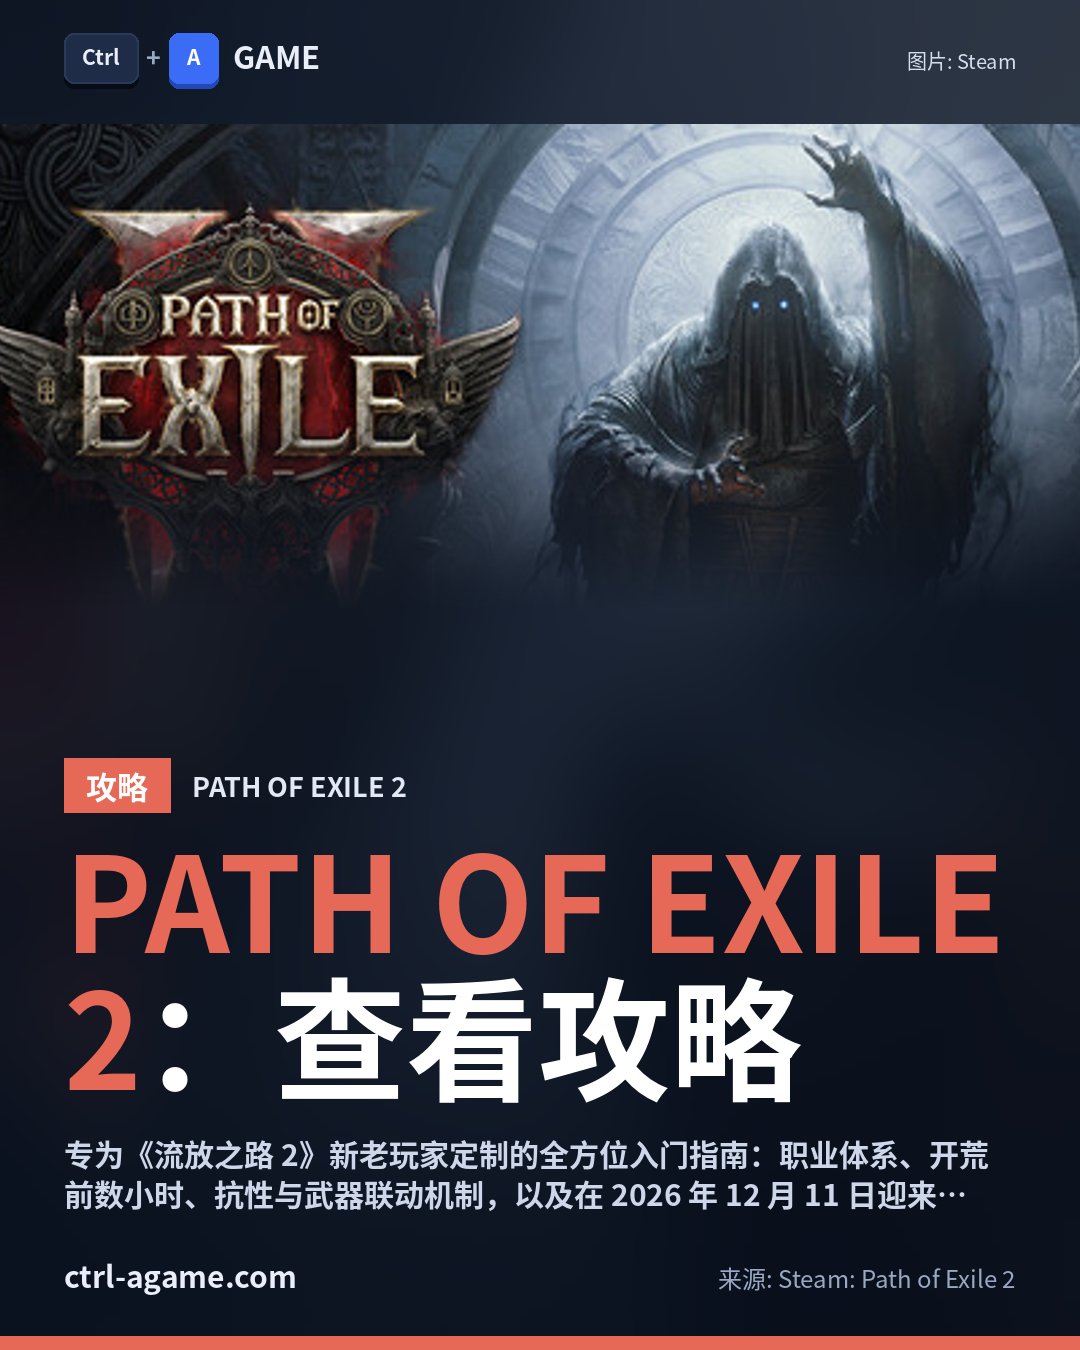 Ctrl + A GAME
图片: Steam
PATH OF
EXILE
攻略 PATH OF EXILE 2
PATH OF EXILE
2：查看攻略
专为《流放之路 2》新老玩家定制的全方位入门指南：职业体系、开荒
前数小时、抗性与武器联动机制，以及在 2026 年 12 月 11 日迎来…
ctrl-agame.com
来源: Steam: Path of Exile 2